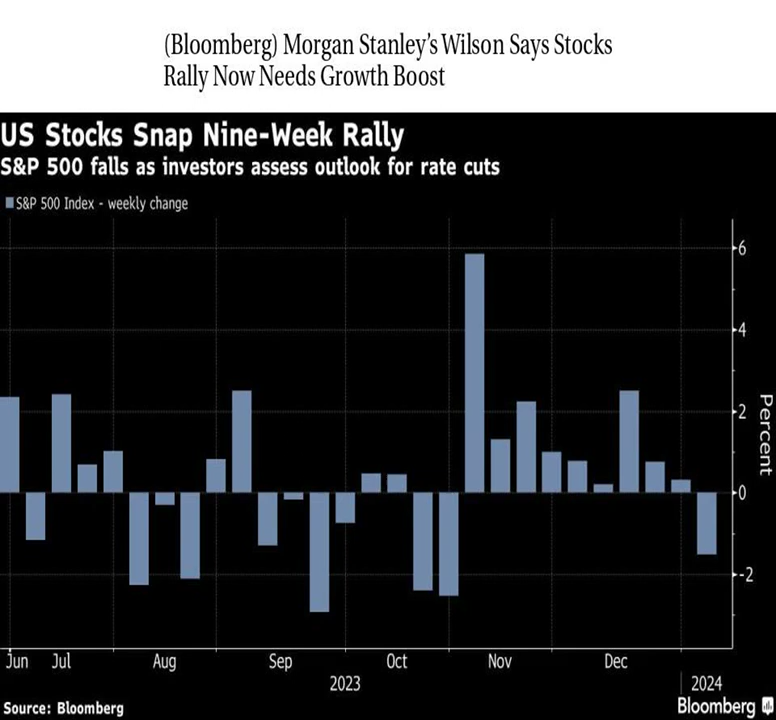 (Bloomberg) Morgan Stanley's Wilson Says Stocks
Rally Now Needs Growth Boost
US Stocks Snap Nine-Week Rally
S&P 500 falls as investors assess outlook for rate cuts
S&P 500 Index - weekly change
6
4
2
0
-2
Percent
Jun Jul Aug Sep Oct Nov Dec
2023 2024
Source: Bloomberg
Bloomberg